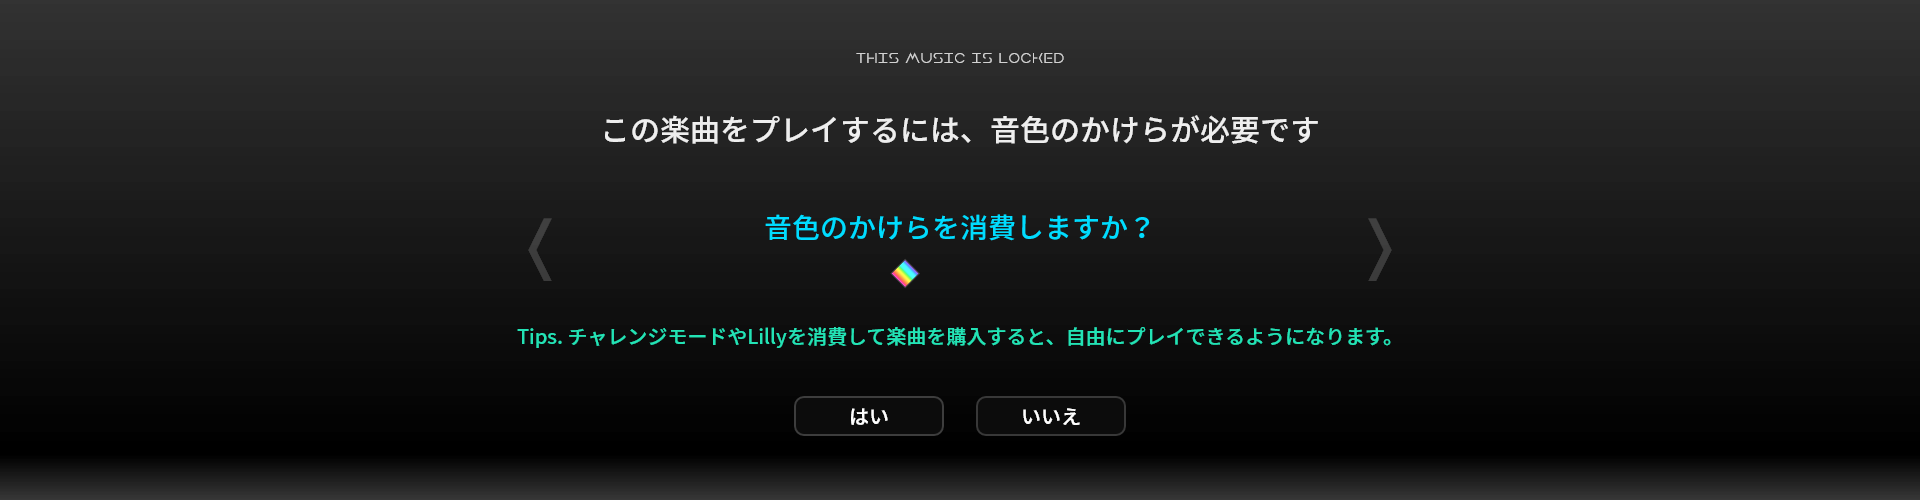 THIS MUSIC IS LOCKED
この楽曲をプレイするには、音色のかけらが必要です
音色のかけらを消費しますか？
Tips. チャレンジモードやLillyを消費して楽曲を購入すると、自由にプレイできるようになります。
はい
いいえ